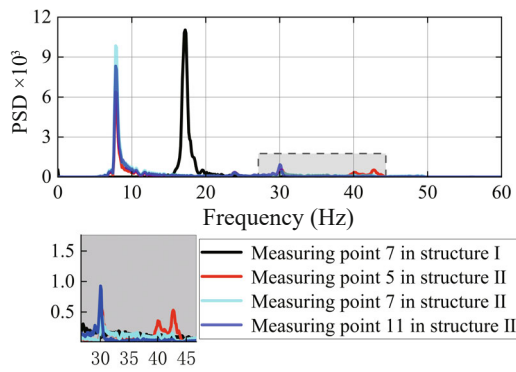 12
9
6
3
0
PSD ×10³
0 10 20 30 40 50 60
Frequency (Hz)
1.5
1.0
0.5
30 35 40 45
Measuring point 7 in structure I
Measuring point 5 in structure II
Measuring point 7 in structure II
Measuring point 11 in structure II